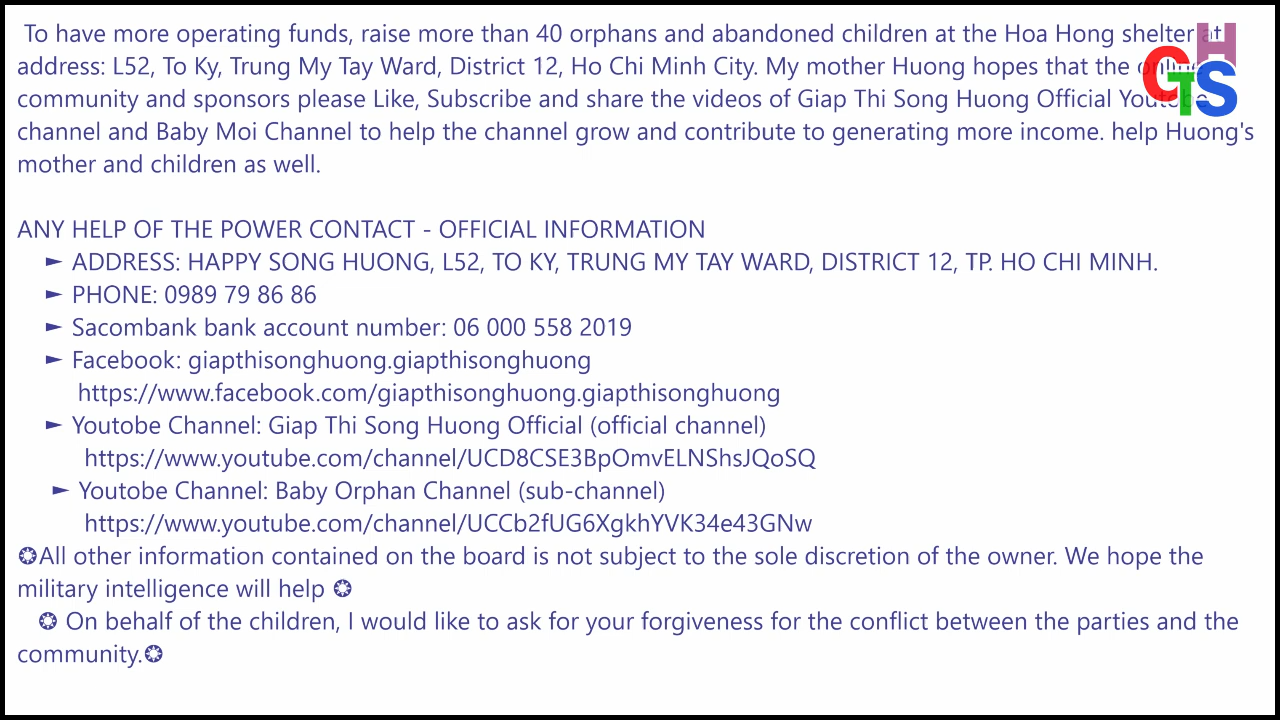 To have more operating funds, raise more than 40 orphans and abandoned children at the Hoa Hong shelter at
address: L52, To Ky, Trung My Tay Ward, District 12, Ho Chi Minh City. My mother Huong hopes that the online
community and sponsors please Like, Subscribe and share the videos of Giap Thi Song Huong Official Youtobe
channel and Baby Moi Channel to help the channel grow and contribute to generating more income. help Huong's
mother and children as well.
ANY HELP OF THE POWER CONTACT - OFFICIAL INFORMATION
► ADDRESS: HAPPY SONG HUONG, L52, TO KY, TRUNG MY TAY WARD, DISTRICT 12, TP. HO CHI MINH.
► PHONE: 0989 79 86 86
► Sacombank bank account number: 06 000 558 2019
► Facebook: giapthisonghuong.giapthisonghuong
https://www.facebook.com/giapthisonghuong.giapthisonghuong
► Youtobe Channel: Giap Thi Song Huong Official (official channel)
https://www.youtube.com/channel/UCD8CSE3BpOmvELNShsJQoSQ
► Youtobe Channel: Baby Orphan Channel (sub-channel)
https://www.youtube.com/channel/UCCb2fUG6XgkhYVK34e43GNw
❂All other information contained on the board is not subject to the sole discretion of the owner. We hope the
military intelligence will help ❂
❂ On behalf of the children, I would like to ask for your forgiveness for the conflict between the parties and the
community.❂
GTSH